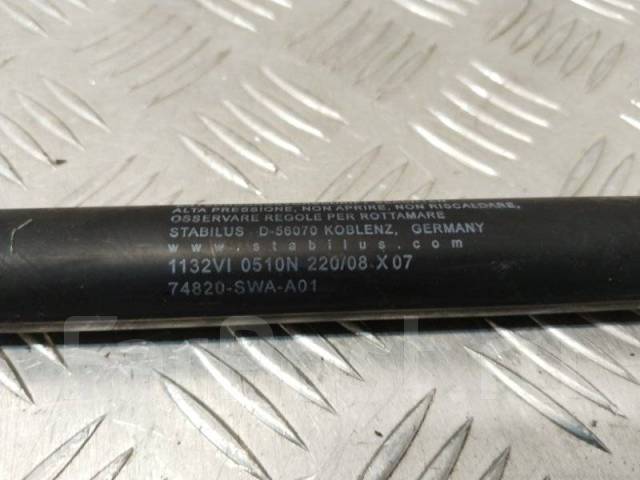 ALTA PRESSIONE, NON APRIRE, NON RISCALDARE,
OSSERVARE REGOLE PER ROTTAMARE
STABILUS D-56070 KOBLENZ, GERMANY
www.stabilus.com
1132VI 0510N 220/08 X 07
74820-SWA-A01